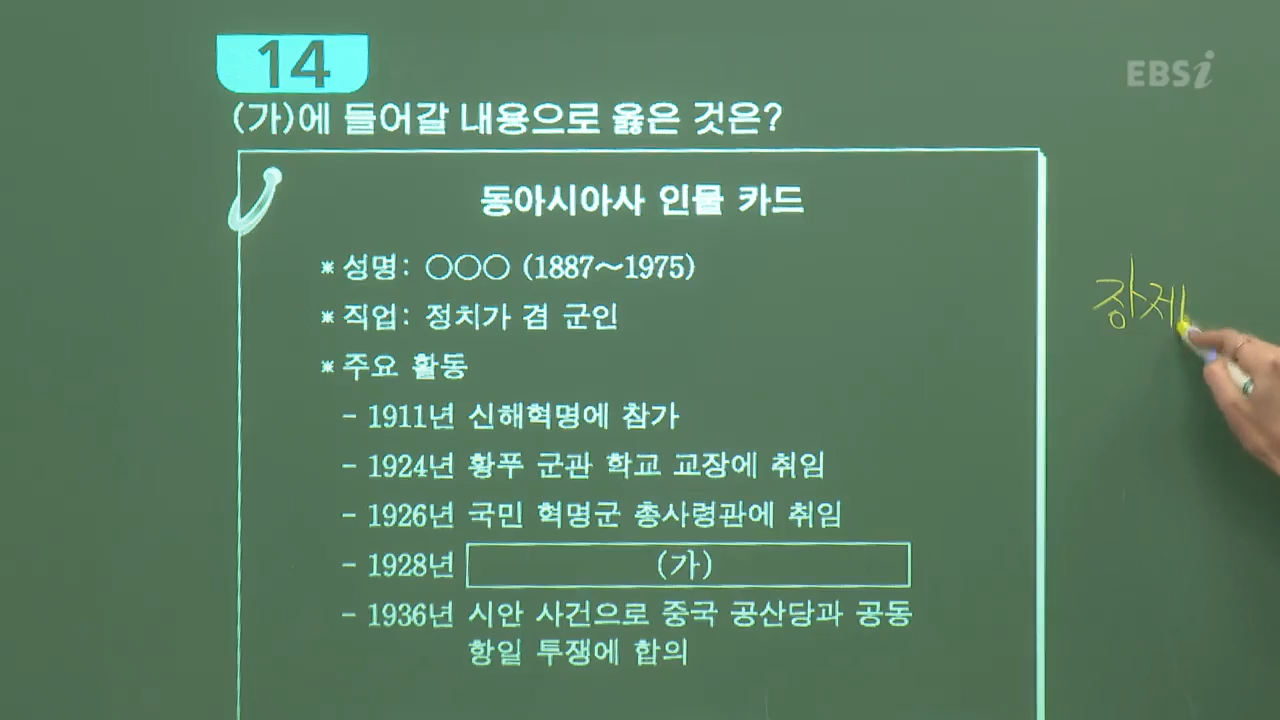 14
EBSi
(가)에 들어갈 내용으로 옳은 것은?
동아시아사 인물 카드
* 성명: ○○○ (1887～1975)
* 직업: 정치가 겸 군인
* 주요 활동
- 1911년 신해혁명에 참가
- 1924년 황푸 군관 학교 교장에 취임
- 1926년 국민 혁명군 총사령관에 취임
- 1928년 (가)
- 1936년 시안 사건으로 중국 공산당과 공동
항일 투쟁에 합의
장제